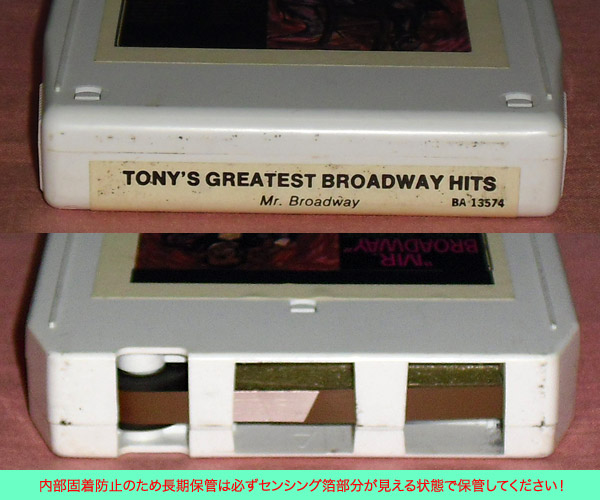 TONY'S GREATEST BROADWAY HITS
Mr. Broadway
BA 13574
"MR.
BROADWAY"
内部固着防止のため長期保管は必ずセンシング箔部分が見える状態で保管してください!